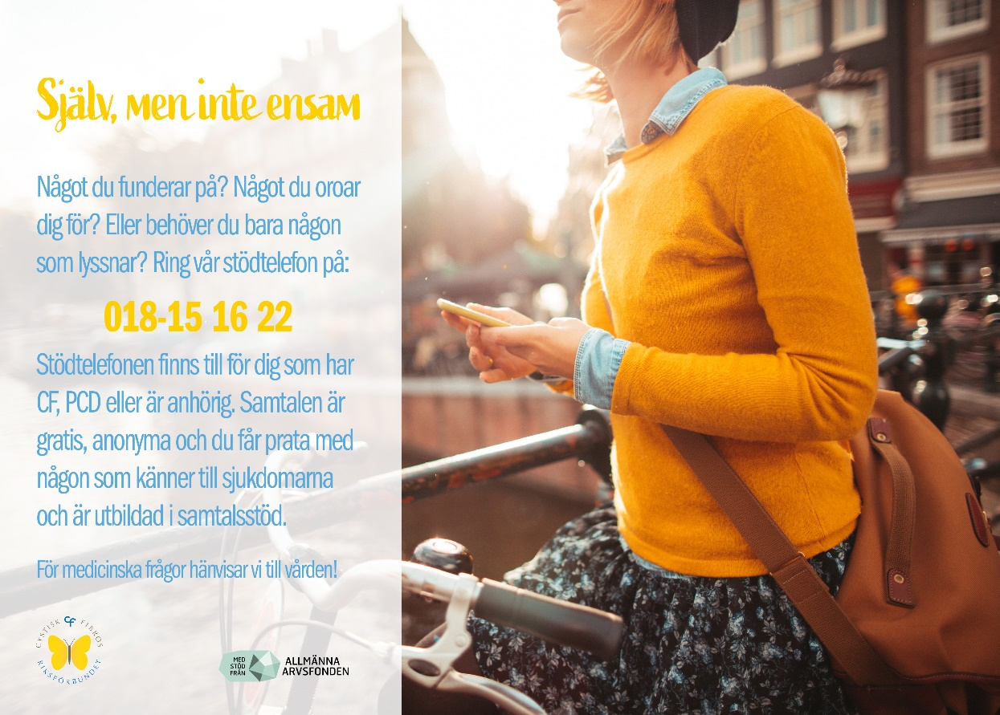 Själv, men inte ensam
Något du funderar på? Något du oroar
dig för? Eller behöver du bara någon
som lyssnar? Ring vår stödtelefon på:
018-15 16 22
Stödtelefonen finns till för dig som har
CF, PCD eller är anhörig. Samtalen är
gratis, anonyma och du får prata med
någon som känner till sjukdomarna
och är utbildad i samtalsstöd.
För medicinska frågor hänvisar vi till vården!
CYSTISK CF FIBROS
RIKSFÖRBUNDET
MED
STÖD
FRÅN
ALLMÄNNA
ARVSFONDEN